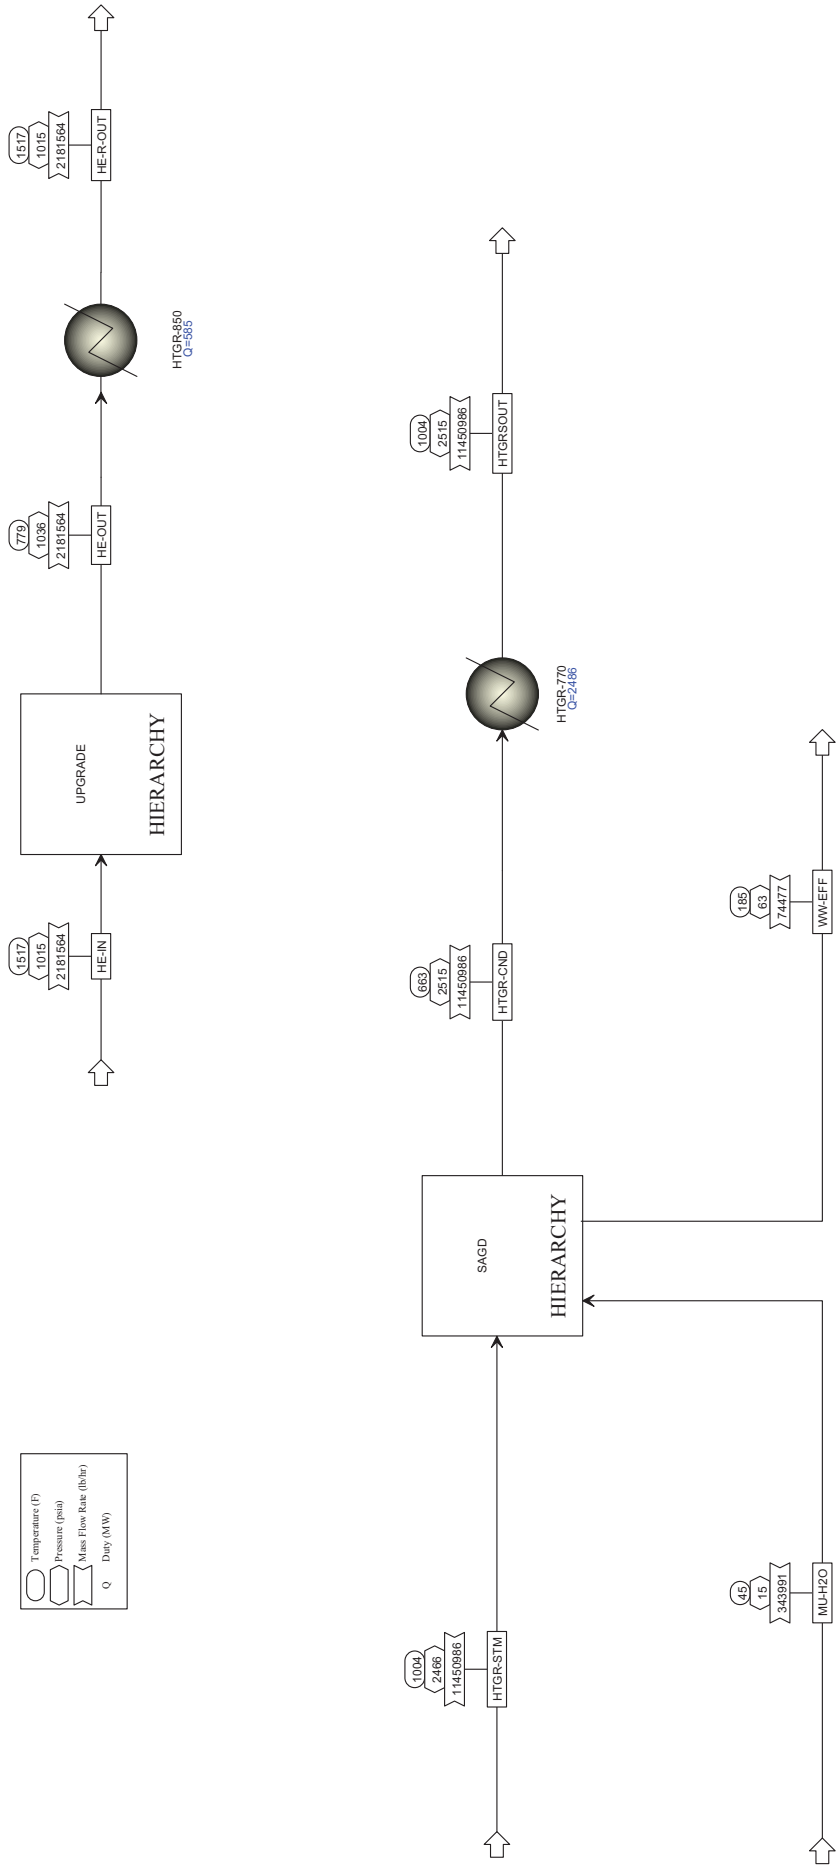 Temperature (F)
Pressure (psia)
Mass Flow Rate (lb/hr)
Q Duty (MW)
1517
1015
2181564
HE-IN
UPGRADE
HIERARCHY
779
1036
2181564
HE-OUT
HTGR-850
Q=585
1517
1015
2181564
HE-R-OUT
1004
2466
11450986
HTGR-STM
SAGD
HIERARCHY
663
2515
11450986
HTGR-CND
HTGR-770
Q=2486
1004
2515
11450986
HTGRSOUT
45
15
343991
MU-H2O
185
63
74477
WW-EFF